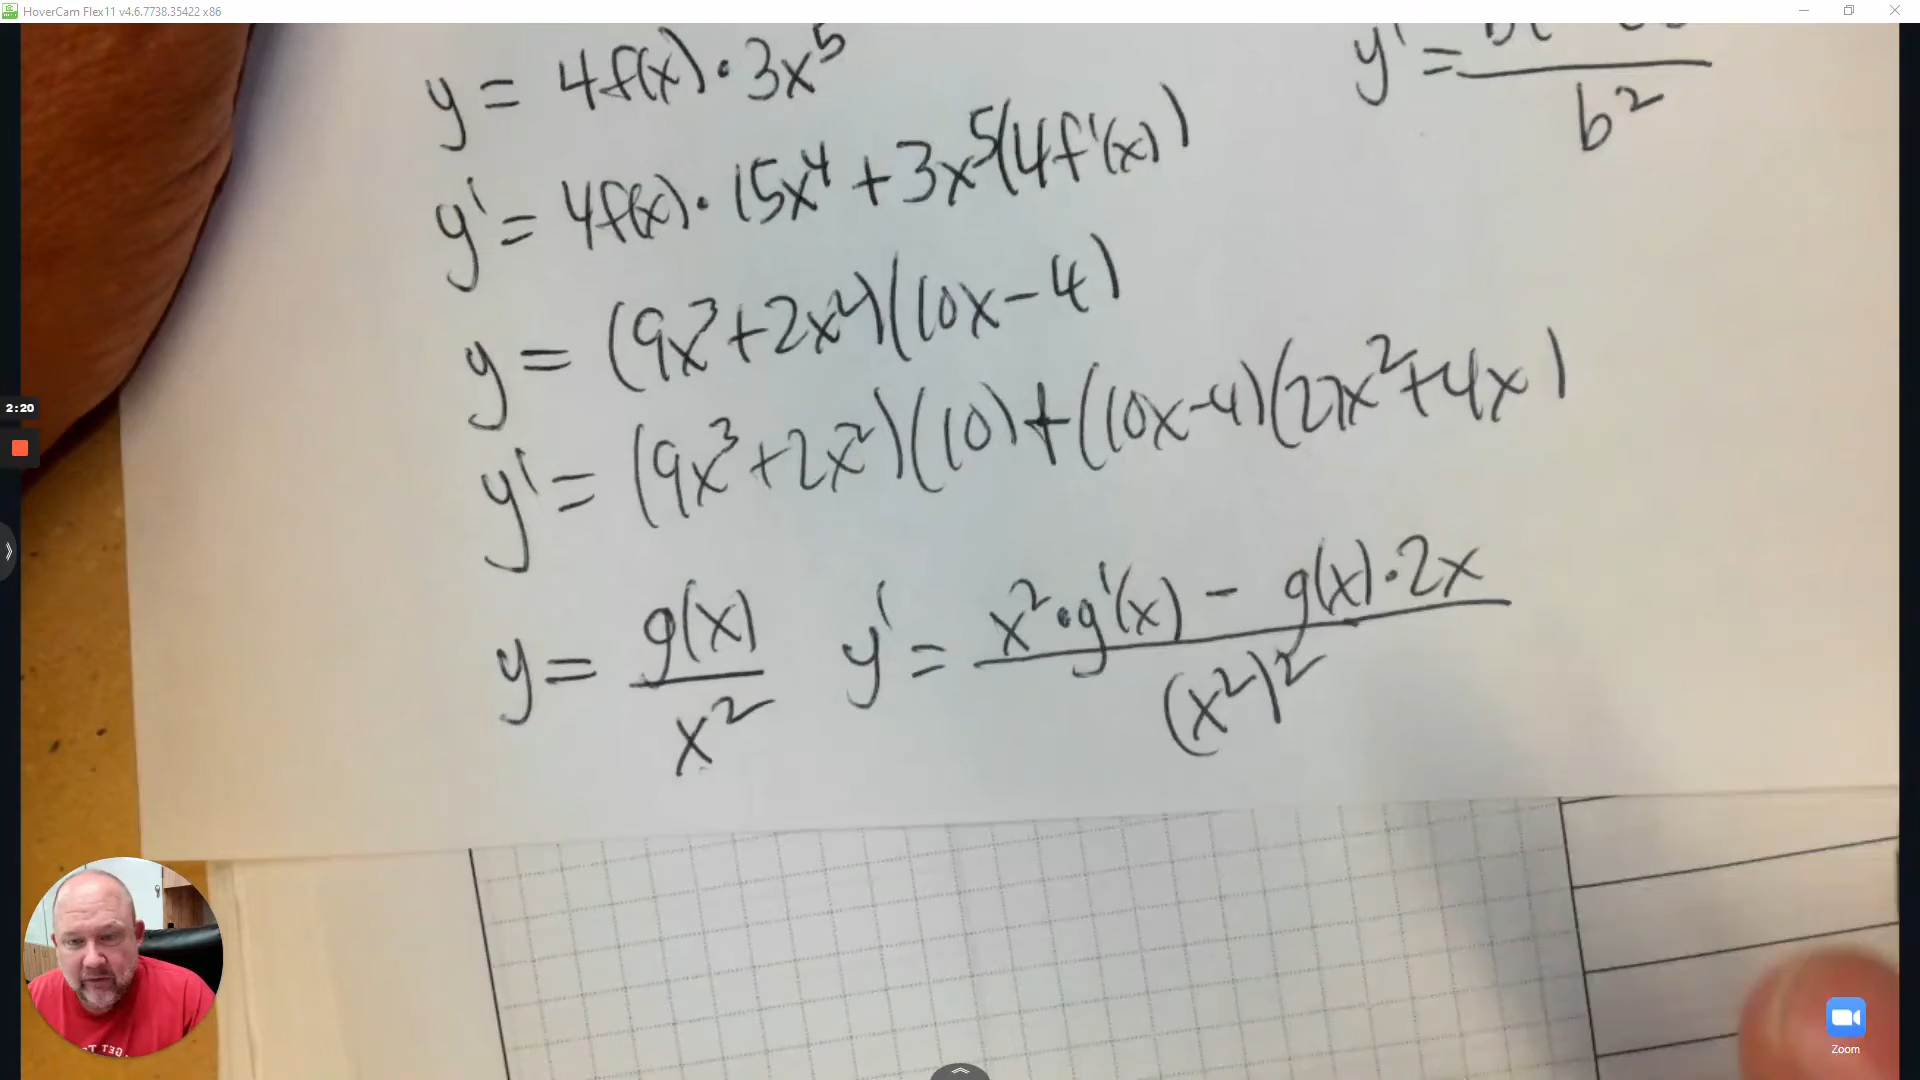 HoverCam Flex11 v4.6.7738.35422 x86
y = 4f(x) · 3x⁵
y' = 4f(x) · 15x⁴ + 3x⁵(4f'(x))
y' =
b²
y = (9x³+2x²)(10x-4)
y' = (9x³+2x²)(10)+(10x-4)(27x²+4x)
2:20
y = g(x)/x² y' = (x²·g'(x) - g(x)·2x)/(x²)²
GET
Zoom